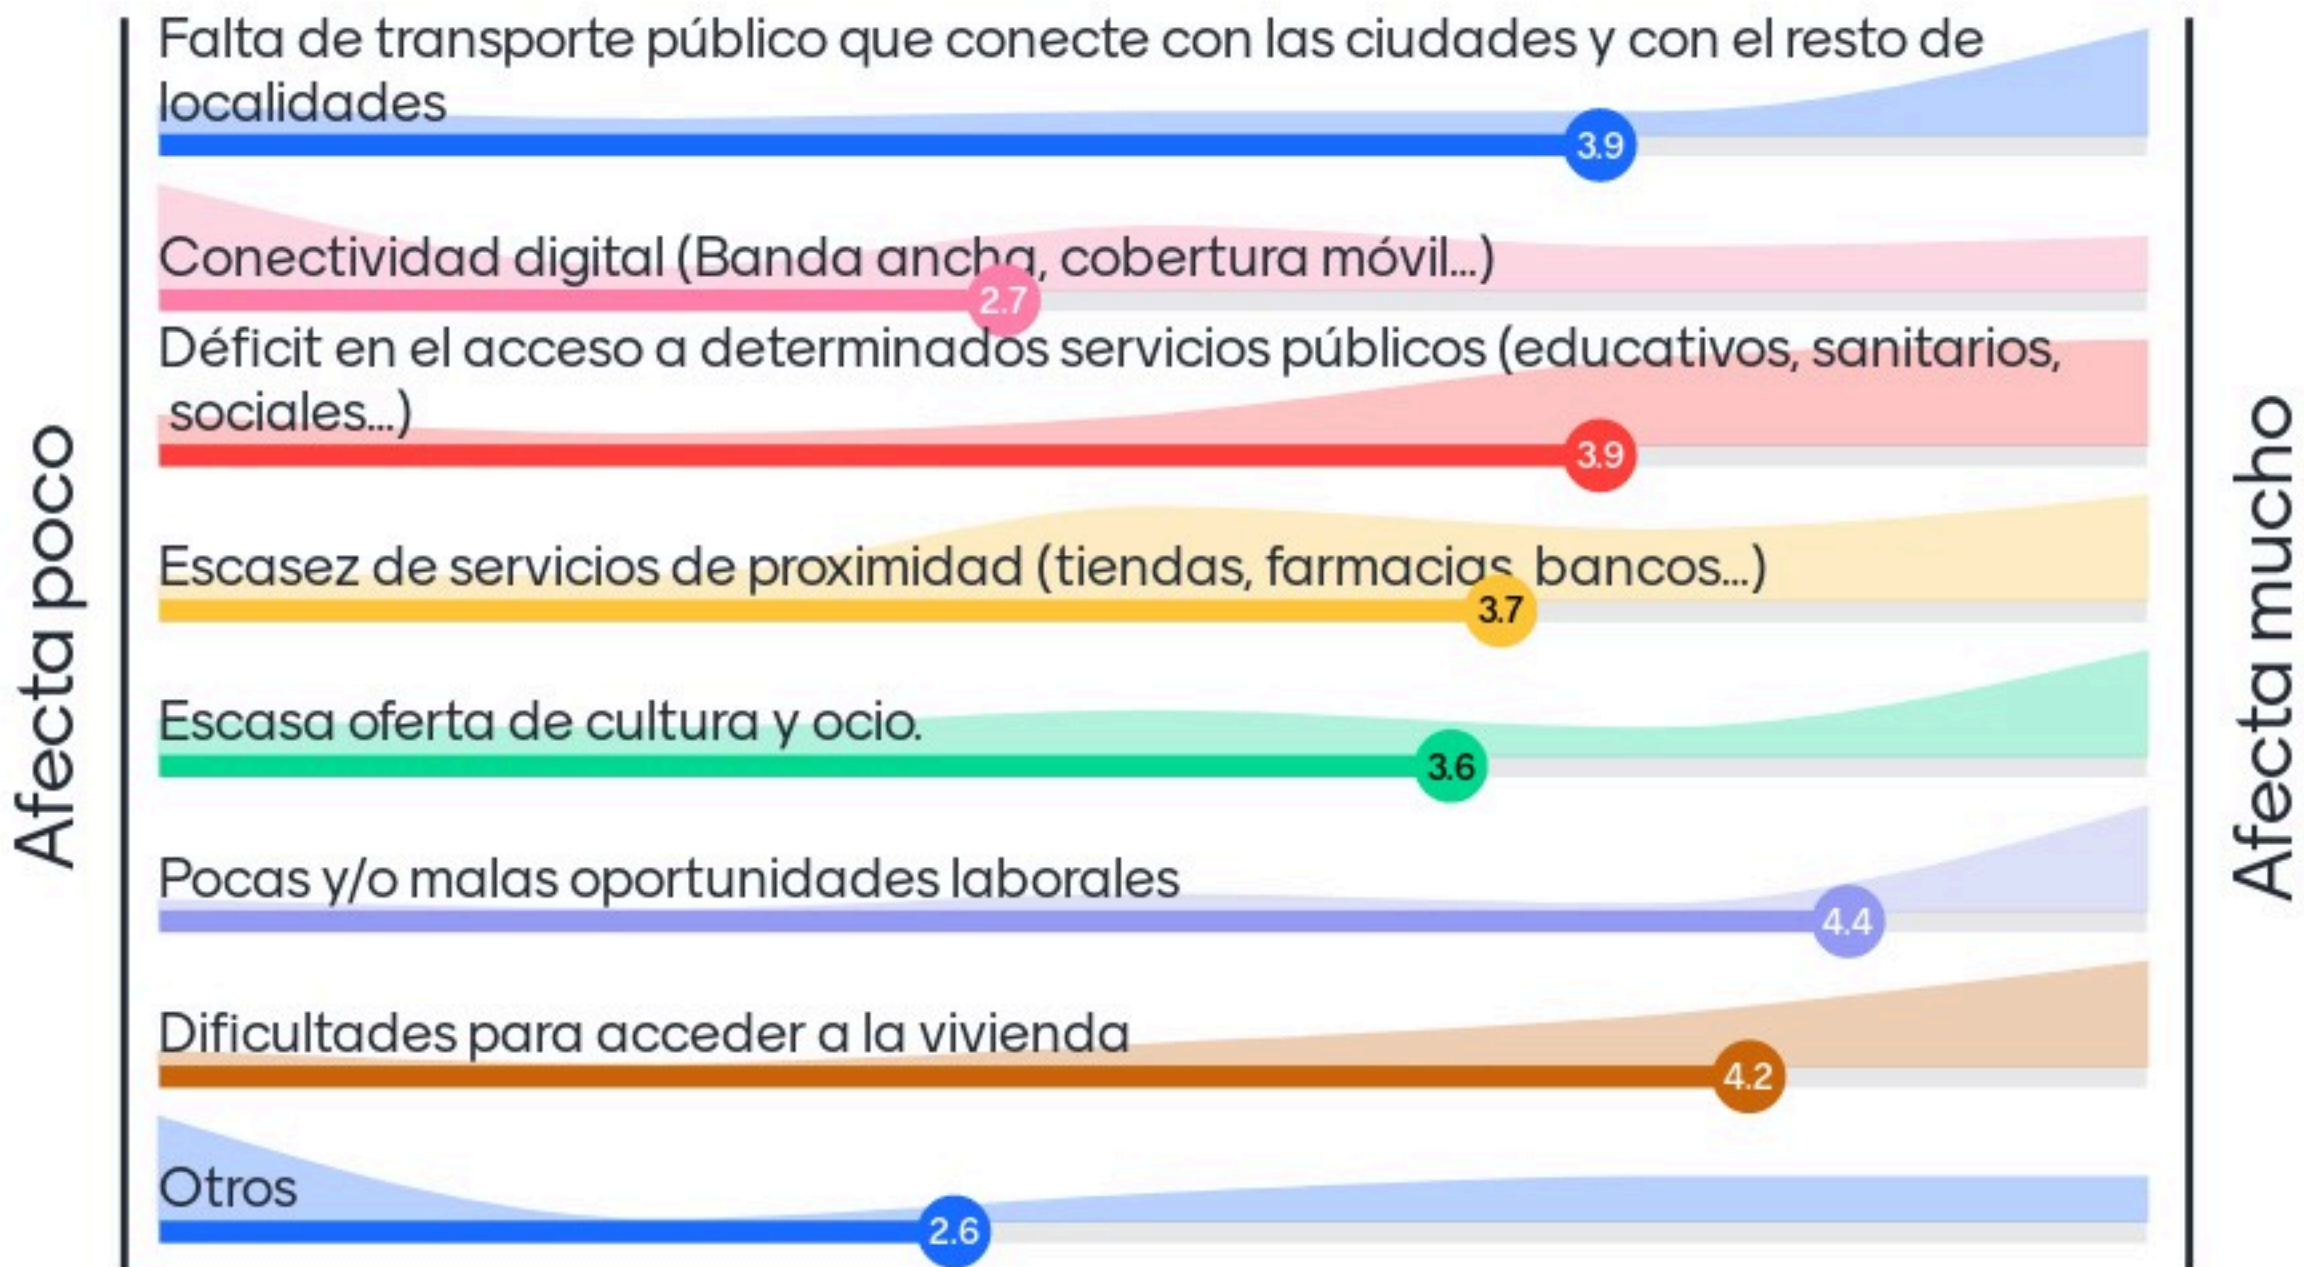 Falta de transporte público que conecte con las ciudades y con el resto de
localidades
3.9
Conectividad digital (Banda ancha, cobertura móvil...)
2.7
Déficit en el acceso a determinados servicios públicos (educativos, sanitarios,
sociales...)
3.9
Escasez de servicios de proximidad (tiendas, farmacias, bancos...)
3.7
Escasa oferta de cultura y ocio.
3.6
Pocas y/o malas oportunidades laborales
4.4
Dificultades para acceder a la vivienda
4.2
Otros
2.6
Afecta poco
Afecta mucho